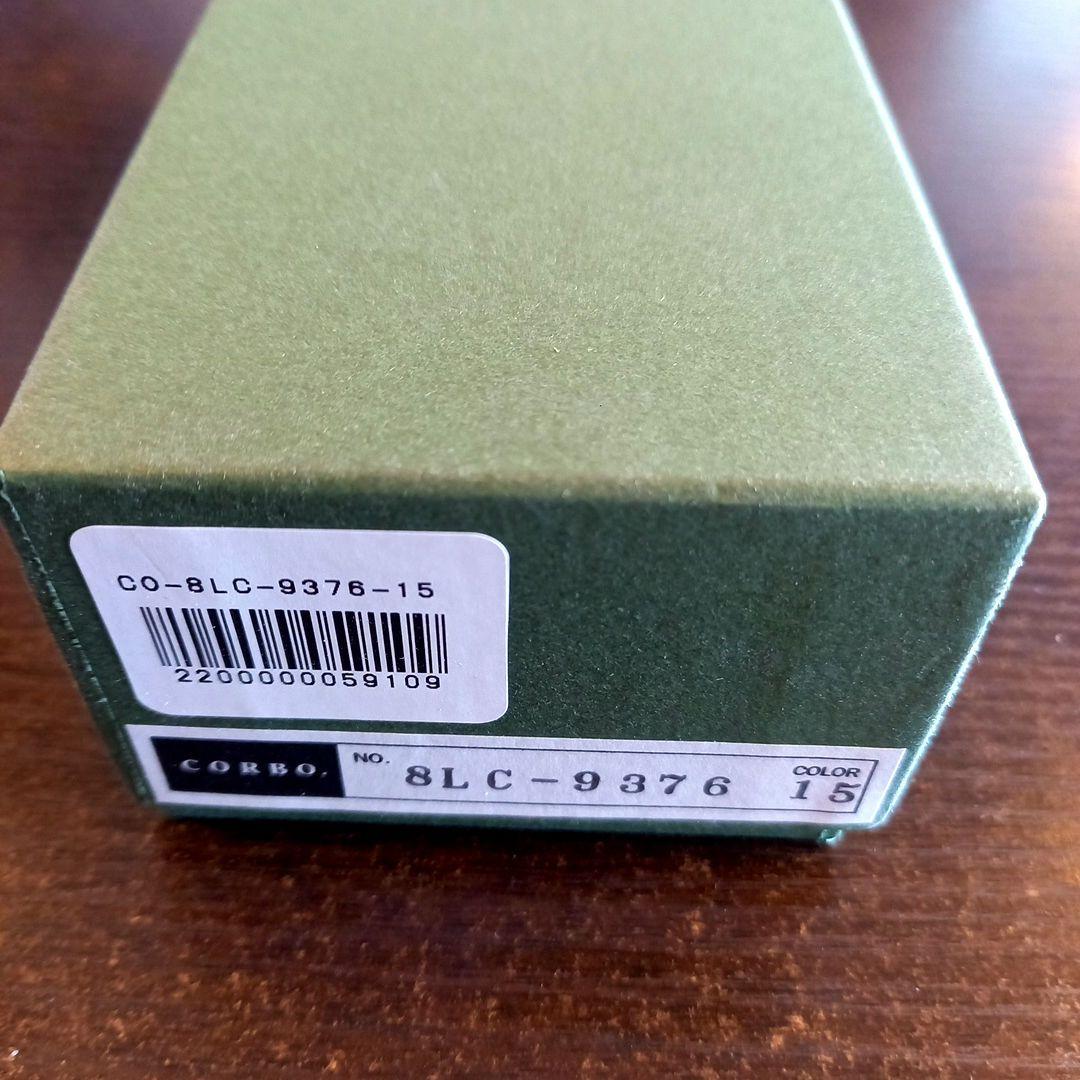 CO-8LC-9376-15
2200000059109
CORBO. NO. 8LC-9376 COLOR 15